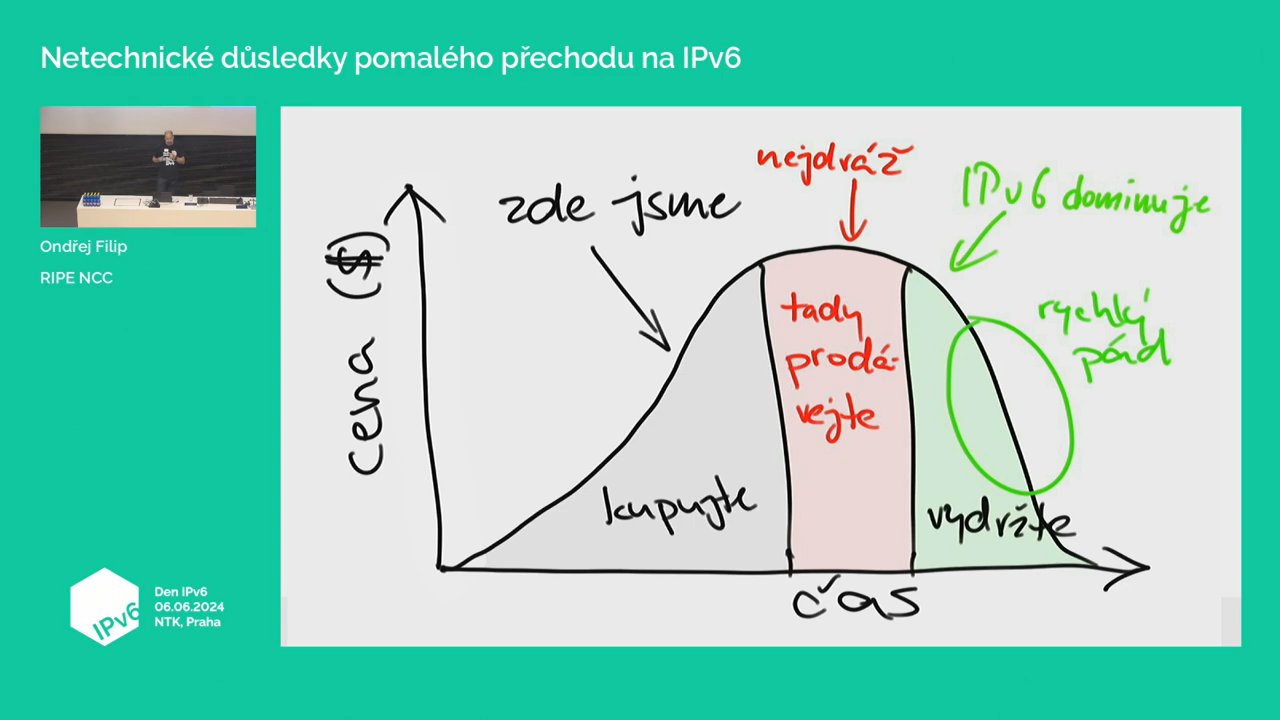 Netechnické důsledky pomalého přechodu na IPv6
Ondřej Filip
RIPE NCC
IPv6
Den IPv6
06.06.2024
NTK, Praha
cena ($)
zde jsme
nejdráž
IPv6 dominuje
rychlý
pád
tady
prodá-
vejte
kupujte
vydržte
čas